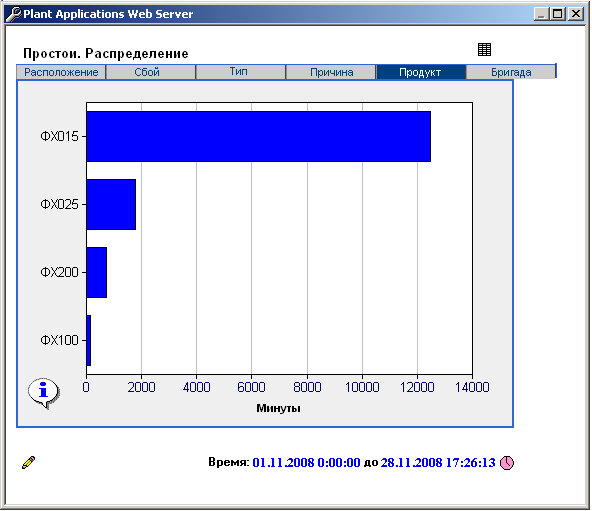 Plant Applications Web Server
Простои. Распределение
Расположение Сбой Тип Причина Продукт Бригада
ФХ015
ФХ025
ФХ200
ФХ100
0 2000 4000 6000 8000 10000 12000 14000
Минуты
Время: 01.11.2008 0:00:00 до 28.11.2008 17:26:13